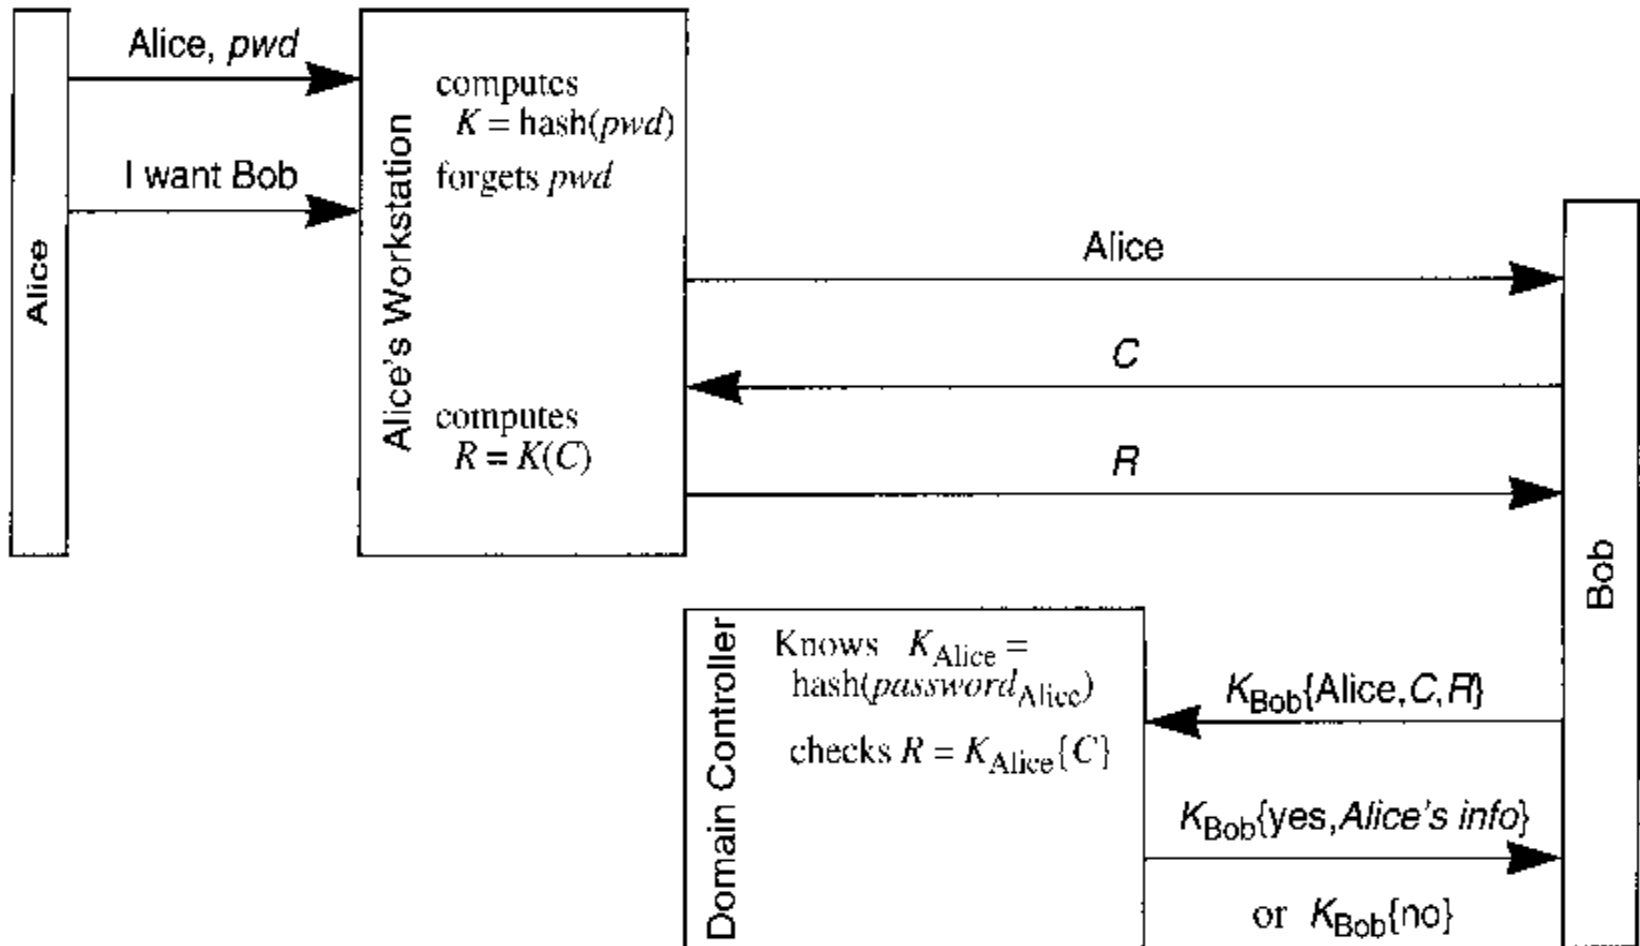 Alice, pwd
I want Bob
Alice
Alice's Workstation
computes
K = hash(pwd)
forgets pwd
computes
R = K(C)
Alice
C
R
Bob
Domain Controller
Knows K_Alice =
hash(password_Alice)
checks R = K_Alice{C}
K_Bob{Alice,C,R}
K_Bob{yes,Alice's info}
or K_Bob{no}